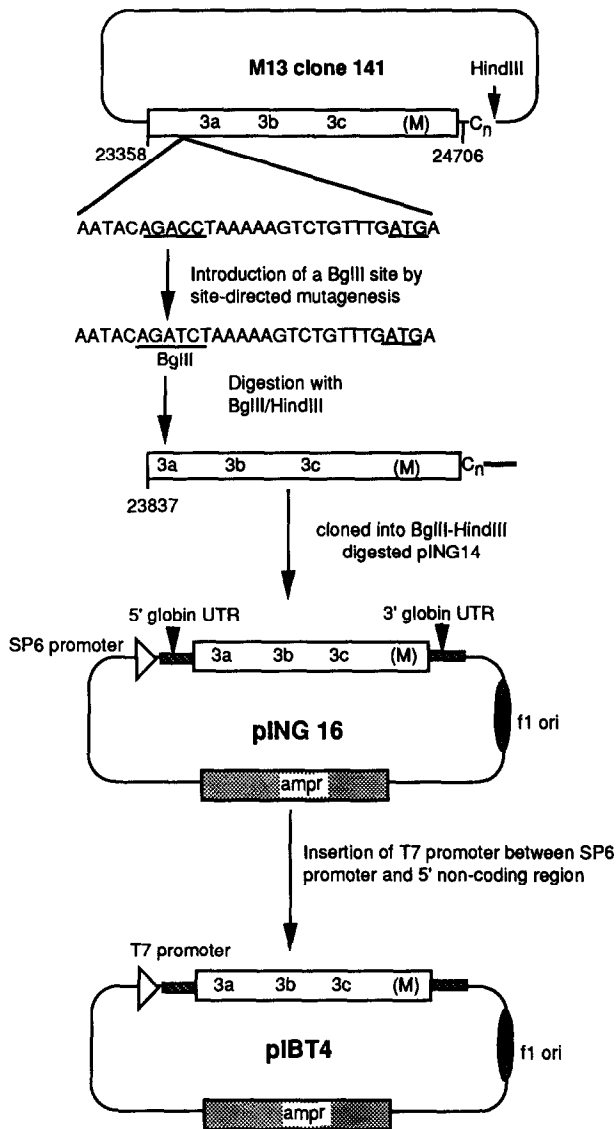 M13 clone 141
HindIII
3a 3b 3c (M) Cn
23358 24706
AATACAGACCTAAAAAGTCTGTTTGATGA
Introduction of a BglII site by
site-directed mutagenesis
AATACAGATCTAAAAAGTCTGTTTGATGA
BglII
Digestion with
BglII/HindIII
3a 3b 3c (M) Cn
23837
cloned into BglII-HindIII
digested pING14
5' globin UTR 3' globin UTR
SP6 promoter
3a 3b 3c (M)
f1 ori
pING 16
ampr
Insertion of T7 promoter between SP6
promoter and 5' non-coding region
T7 promoter
3a 3b 3c (M)
pIBT4
f1 ori
ampr